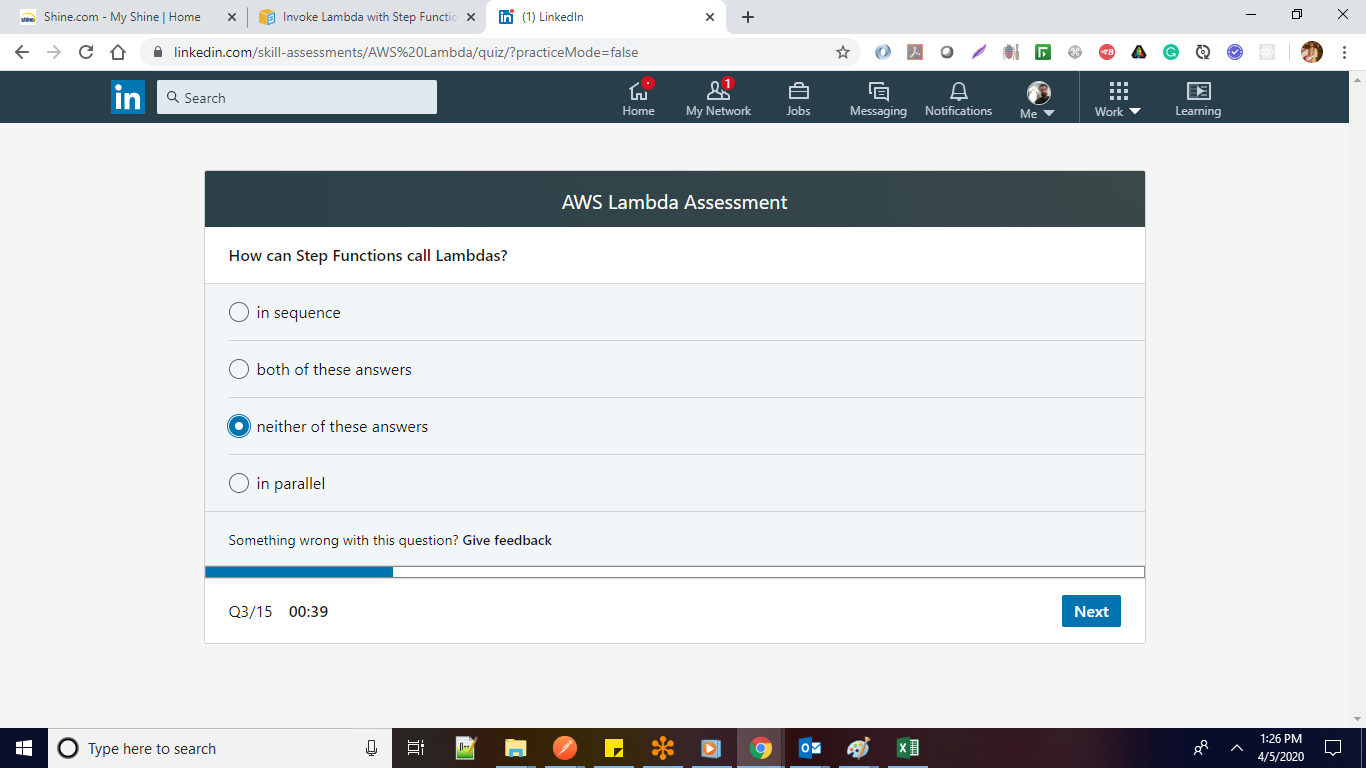 Shine.com - My Shine | Home
Invoke Lambda with Step Functio
(1) LinkedIn
linkedin.com/skill-assessments/AWS%20Lambda/quiz/?practiceMode=false
in
Search
Home
1
My Network
Jobs
Messaging
Notifications
Me
Work
Learning
AWS Lambda Assessment
How can Step Functions call Lambdas?
in sequence
both of these answers
neither of these answers
in parallel
Something wrong with this question? Give feedback
Q3/15 00:39
Next
Type here to search
1:26 PM
4/5/2020